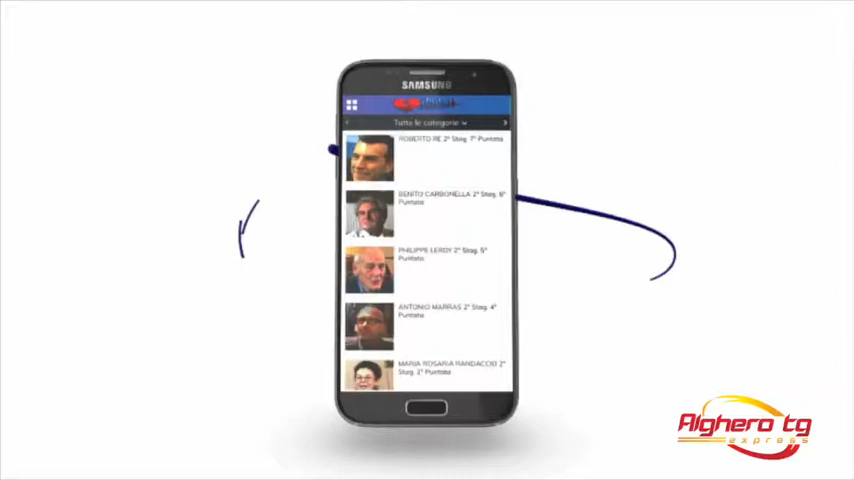 SAMSUNG
Tutte le categorie
ROBERTO RE 2° Stag. 7° Puntata
BENITO CARBONELLA 2° Stag. 6°
Puntata
PHILIPPE LEROY 2° Stag. 5°
Puntata
ANTONIO MARRAS 2° Stag. 4°
Puntata
MARIA ROSARIA RANDACCIO 2°
Stag. 2° Puntata
Alghero tg
express